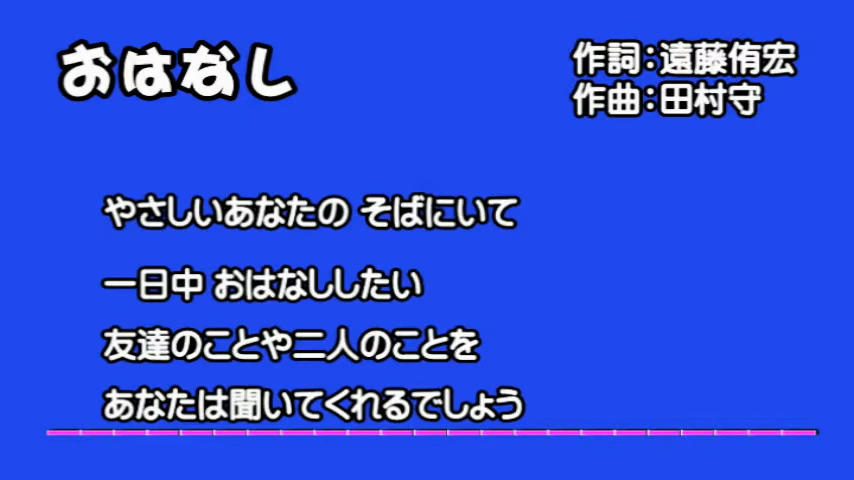 おはなし
作詞：遠藤侑宏
作曲：田村守
やさしいあなたの そばにいて
一日中 おはなししたい
友達のことや二人のことを
あなたは聞いてくれるでしょう